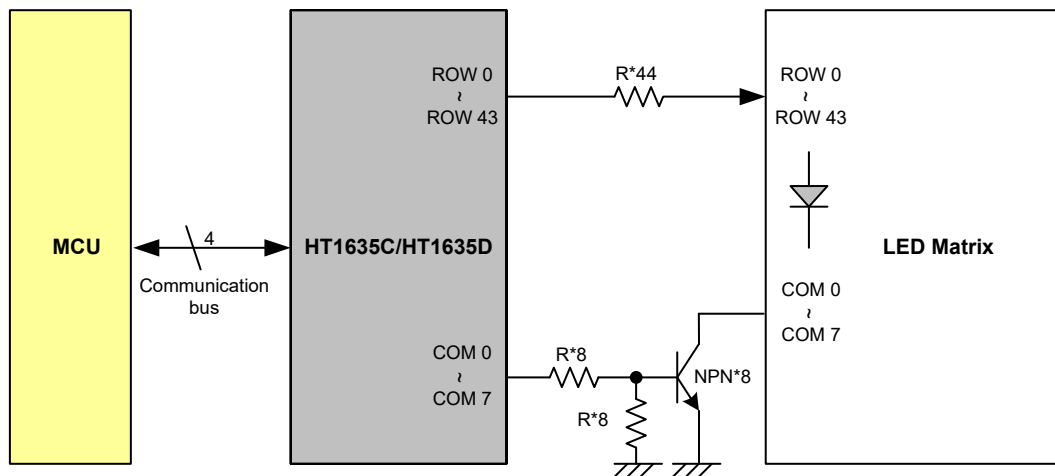 MCU
4
Communication
bus
HT1635C/HT1635D
ROW 0
~
ROW 43
COM 0
~
COM 7
R*44
R*8
R*8
NPN*8
ROW 0
~
ROW 43
LED Matrix
COM 0
~
COM 7